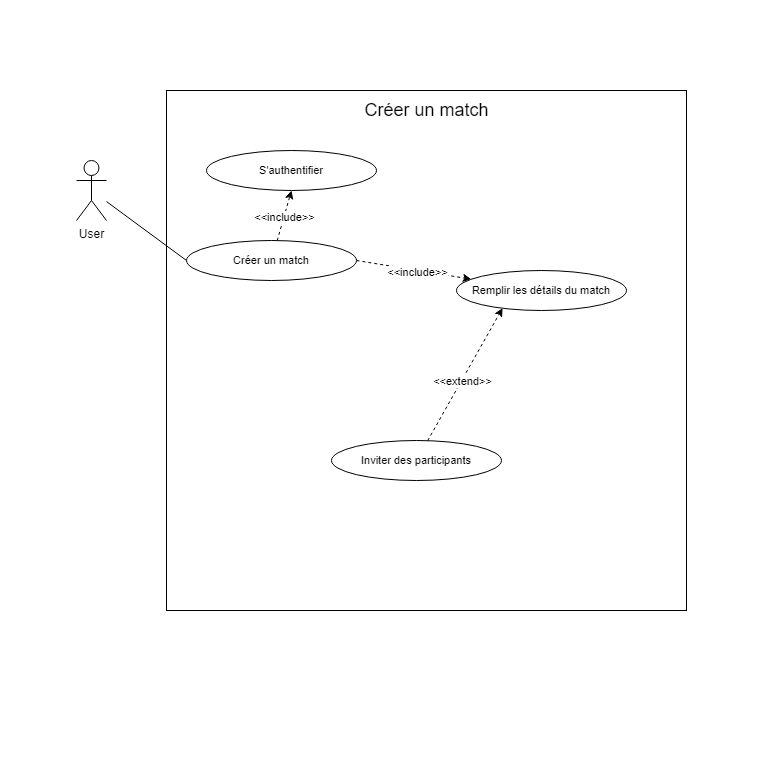 Créer un match
S'authentifier
<<include>>
User
Créer un match
<<include>>
Remplir les détails du match
<<extend>>
Inviter des participants